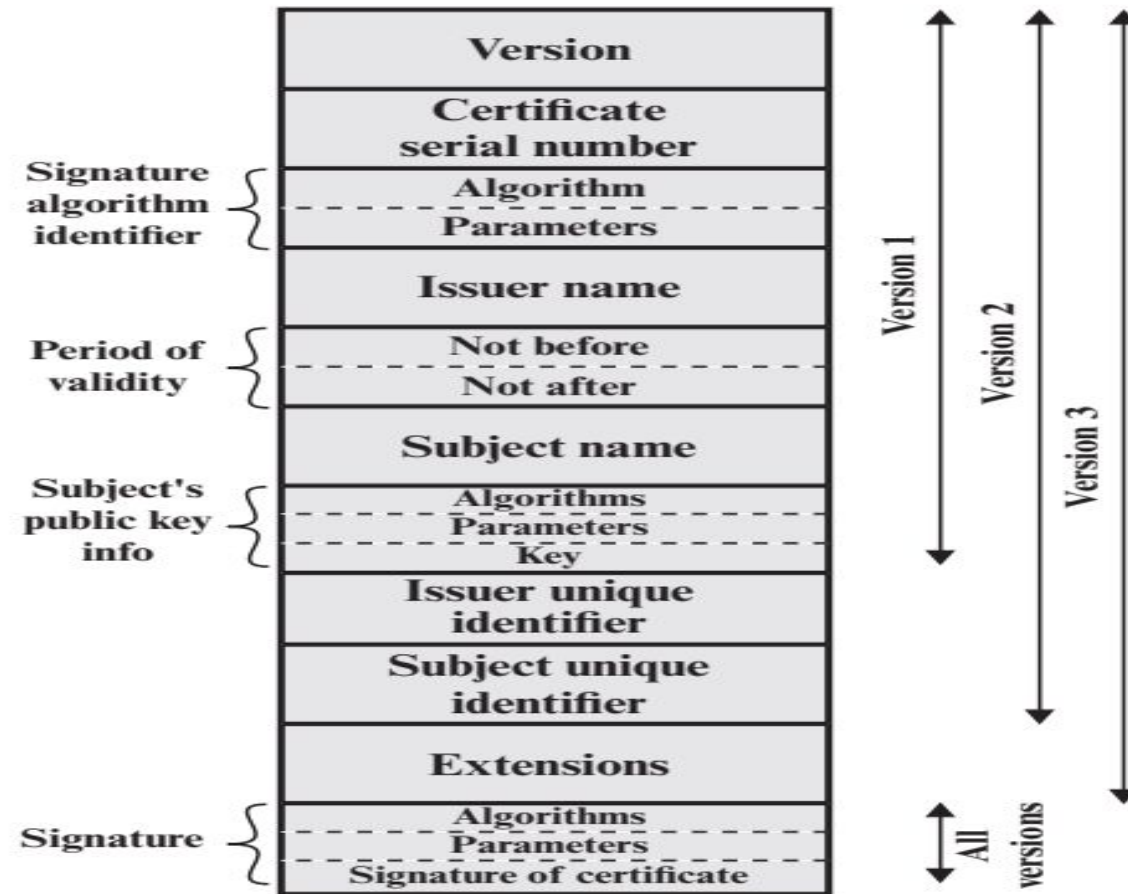 Version
Certificate
serial number
Signature
algorithm
identifier
Algorithm
Parameters
Issuer name
Period of
validity
Not before
Not after
Subject name
Subject's
public key
info
Algorithms
Parameters
Key
Issuer unique
identifier
Subject unique
identifier
Extensions
Signature
Algorithms
Parameters
Signature of certificate
Version 1
Version 2
Version 3
All
versions